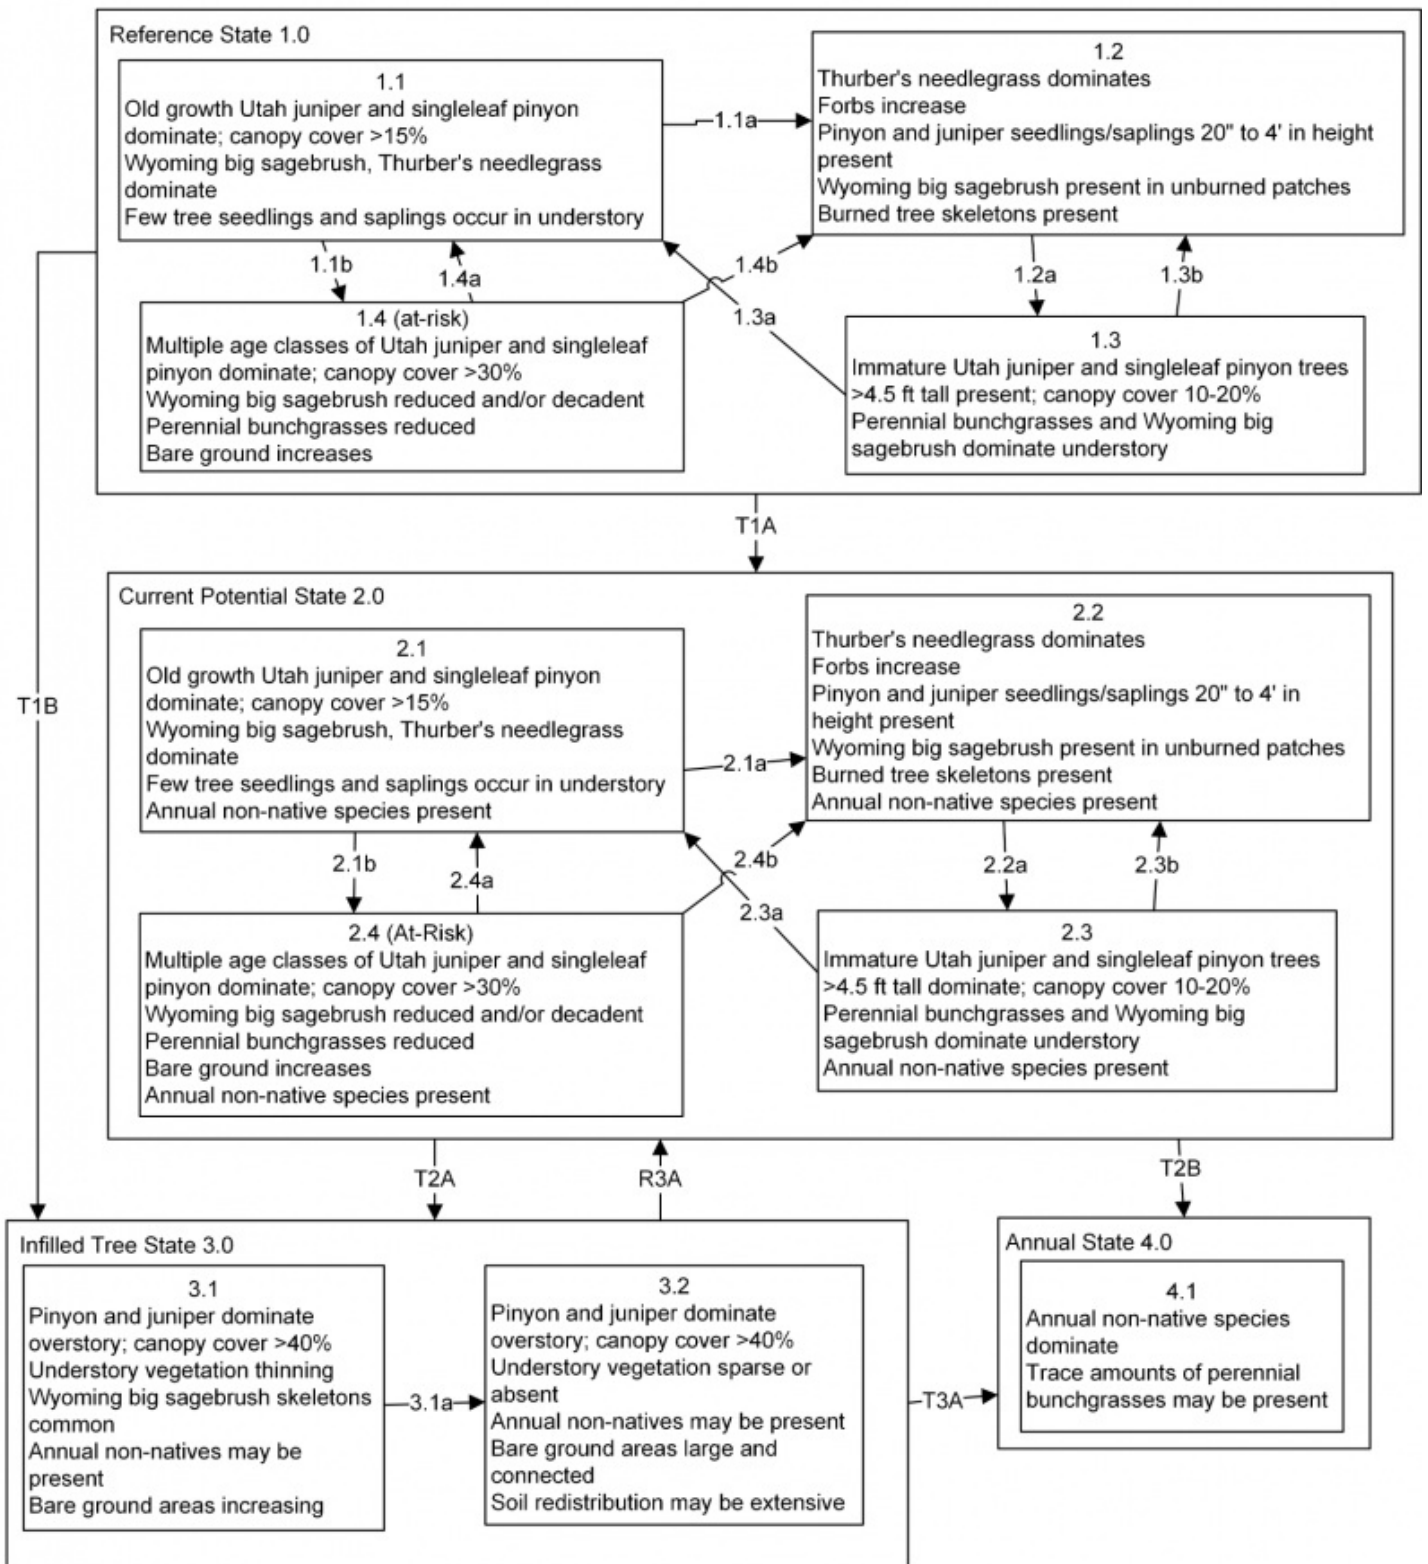 Reference State 1.0
1.1
Old growth Utah juniper and singleleaf pinyon
dominate; canopy cover >15%
Wyoming big sagebrush, Thurber's needlegrass
dominate
Few tree seedlings and saplings occur in understory
1.1a
1.2
Thurber's needlegrass dominates
Forbs increase
Pinyon and juniper seedlings/saplings 20" to 4' in height
present
Wyoming big sagebrush present in unburned patches
Burned tree skeletons present
1.1b
1.4a
1.4b
1.3a
1.2a
1.3b
1.4 (at-risk)
Multiple age classes of Utah juniper and singleleaf
pinyon dominate; canopy cover >30%
Wyoming big sagebrush reduced and/or decadent
Perennial bunchgrasses reduced
Bare ground increases
1.3
Immature Utah juniper and singleleaf pinyon trees
>4.5 ft tall present; canopy cover 10-20%
Perennial bunchgrasses and Wyoming big
sagebrush dominate understory
T1A
T1B
Current Potential State 2.0
2.1
Old growth Utah juniper and singleleaf pinyon
dominate; canopy cover >15%
Wyoming big sagebrush, Thurber's needlegrass
dominate
Few tree seedlings and saplings occur in understory
Annual non-native species present
2.1a
2.2
Thurber's needlegrass dominates
Forbs increase
Pinyon and juniper seedlings/saplings 20" to 4' in
height present
Wyoming big sagebrush present in unburned patches
Burned tree skeletons present
Annual non-native species present
2.1b
2.4a
2.4b
2.3a
2.2a
2.3b
2.4 (At-Risk)
Multiple age classes of Utah juniper and singleleaf
pinyon dominate; canopy cover >30%
Wyoming big sagebrush reduced and/or decadent
Perennial bunchgrasses reduced
Bare ground increases
Annual non-native species present
2.3
Immature Utah juniper and singleleaf pinyon trees
>4.5 ft tall dominate; canopy cover 10-20%
Perennial bunchgrasses and Wyoming big
sagebrush dominate understory
Annual non-native species present
T2A
R3A
T2B
Infilled Tree State 3.0
3.1
Pinyon and juniper dominate
overstory; canopy cover >40%
Understory vegetation thinning
Wyoming big sagebrush skeletons
common
Annual non-natives may be
present
Bare ground areas increasing
3.1a
3.2
Pinyon and juniper dominate
overstory; canopy cover >40%
Understory vegetation sparse or
absent
Annual non-natives may be present
Bare ground areas large and
connected
Soil redistribution may be extensive
T3A
Annual State 4.0
4.1
Annual non-native species
dominate
Trace amounts of perennial
bunchgrasses may be present